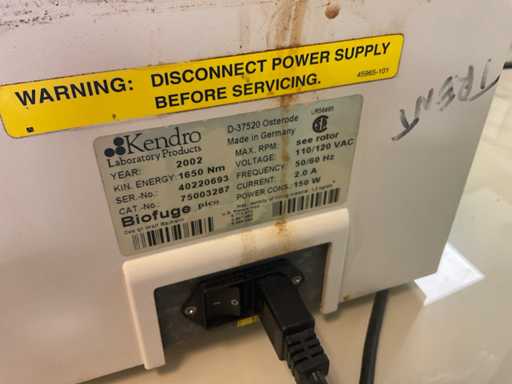 WARNING: DISCONNECT POWER SUPPLY
BEFORE SERVICING.
45965-101
Kendro
Laboratory Products
D-37520 Osterode
Made in Germany
YEAR: 2002
KIN. ENERGY: 1650 Nm
SER.-No.: 40220693
CAT.-No.: 75003287
Biofuge pico
MAX. RPM: see rotor
VOLTAGE: 110/120 VAC
FREQUENCY: 50/60 Hz
CURRENT: 2.0 A
POWER CONS.: 150 W
TRENT